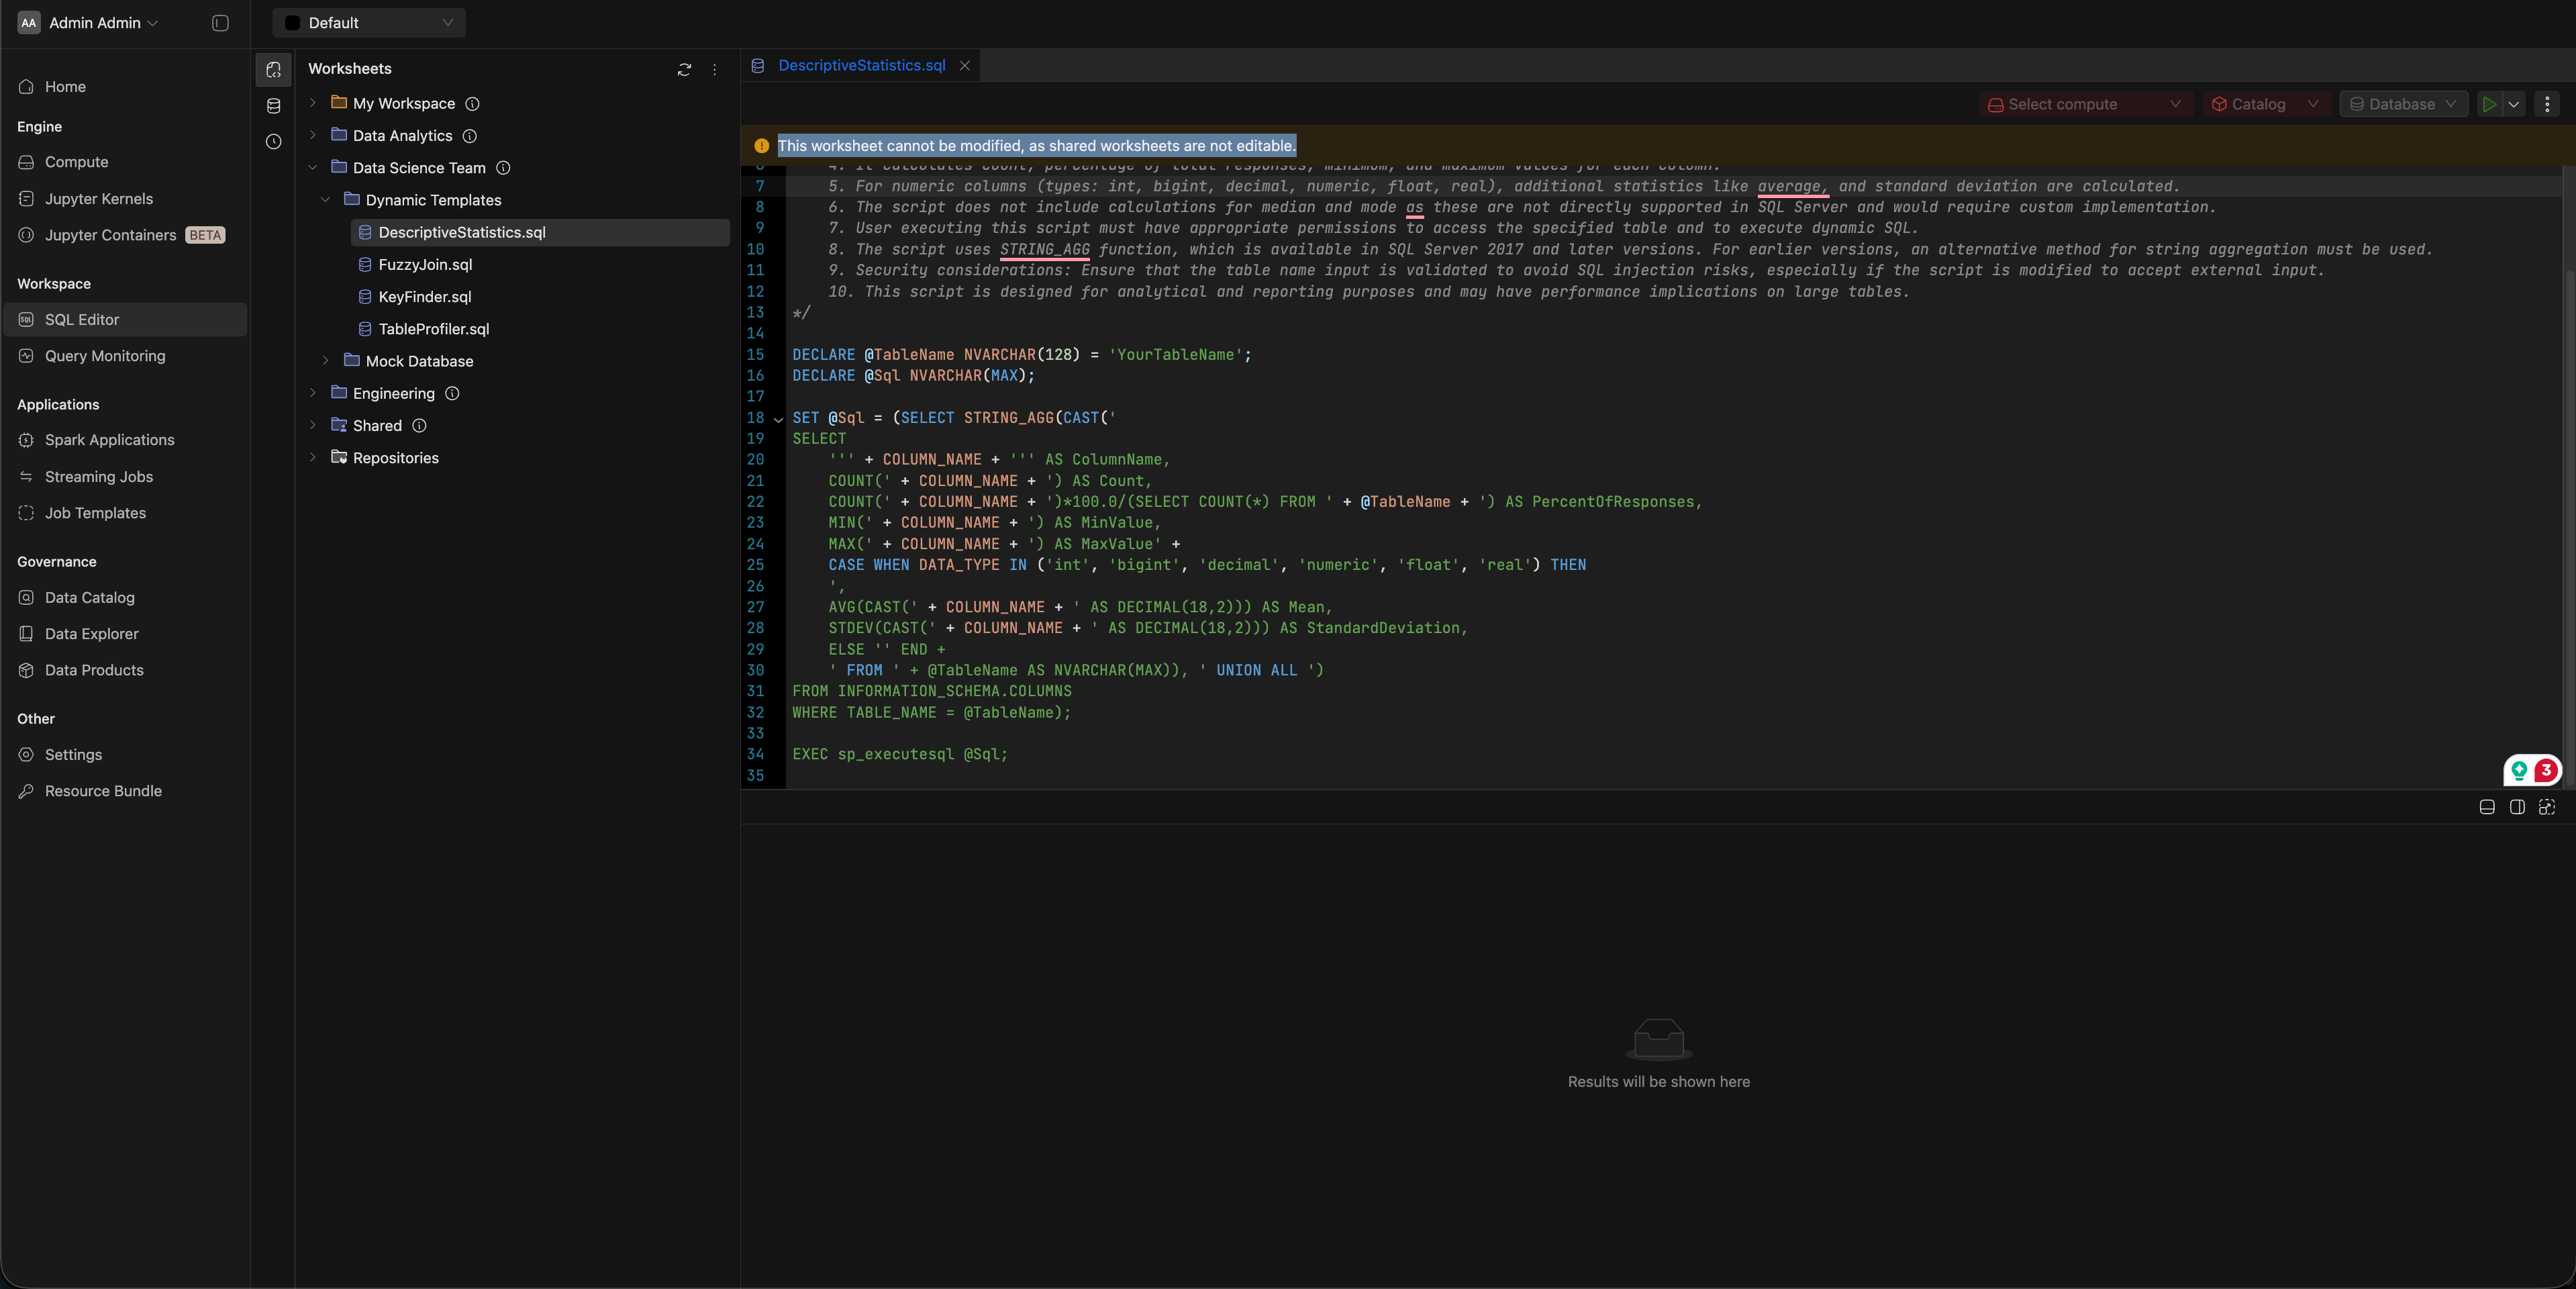 AA Admin Admin
Default
Home
Engine
Compute
Jupyter Kernels
Jupyter Containers BETA
Workspace
SQL Editor
Query Monitoring
Applications
Spark Applications
Streaming Jobs
Job Templates
Governance
Data Catalog
Data Explorer
Data Products
Other
Settings
Resource Bundle
Worksheets
My Workspace
Data Analytics
Data Science Team
Dynamic Templates
DescriptiveStatistics.sql
FuzzyJoin.sql
KeyFinder.sql
TableProfiler.sql
Mock Database
Engineering
Shared
Repositories
DescriptiveStatistics.sql
Select compute
Catalog
Database
This worksheet cannot be modified, as shared worksheets are not editable.
6 4. It calculates count, percentage of total responses, minimum, and maximum values for each column.
7 5. For numeric columns (types: int, bigint, decimal, numeric, float, real), additional statistics like average, and standard deviation are calculated.
8 6. The script does not include calculations for median and mode as these are not directly supported in SQL Server and would require custom implementation.
9 7. User executing this script must have appropriate permissions to access the specified table and to execute dynamic SQL.
10 8. The script uses STRING_AGG function, which is available in SQL Server 2017 and later versions. For earlier versions, an alternative method for string aggregation must be used.
11 9. Security considerations: Ensure that the table name input is validated to avoid SQL injection risks, especially if the script is modified to accept external input.
12 10. This script is designed for analytical and reporting purposes and may have performance implications on large tables.
13 */
14
15 DECLARE @TableName NVARCHAR(128) = 'YourTableName';
16 DECLARE @Sql NVARCHAR(MAX);
17
18 SET @Sql = (SELECT STRING_AGG(CAST('
19 SELECT
20 ''' + COLUMN_NAME + ''' AS ColumnName,
21 COUNT(' + COLUMN_NAME + ') AS Count,
22 COUNT(' + COLUMN_NAME + ')*100.0/(SELECT COUNT(*) FROM ' + @TableName + ') AS PercentOfResponses,
23 MIN(' + COLUMN_NAME + ') AS MinValue,
24 MAX(' + COLUMN_NAME + ') AS MaxValue' +
25 CASE WHEN DATA_TYPE IN ('int', 'bigint', 'decimal', 'numeric', 'float', 'real') THEN
26 ',
27 AVG(CAST(' + COLUMN_NAME + ' AS DECIMAL(18,2))) AS Mean,
28 STDEV(CAST(' + COLUMN_NAME + ' AS DECIMAL(18,2))) AS StandardDeviation,
29 ELSE '' END +
30 ' FROM ' + @TableName AS NVARCHAR(MAX)), ' UNION ALL ')
31 FROM INFORMATION_SCHEMA.COLUMNS
32 WHERE TABLE_NAME = @TableName);
33
34 EXEC sp_executesql @Sql;
35
3
Results will be shown here